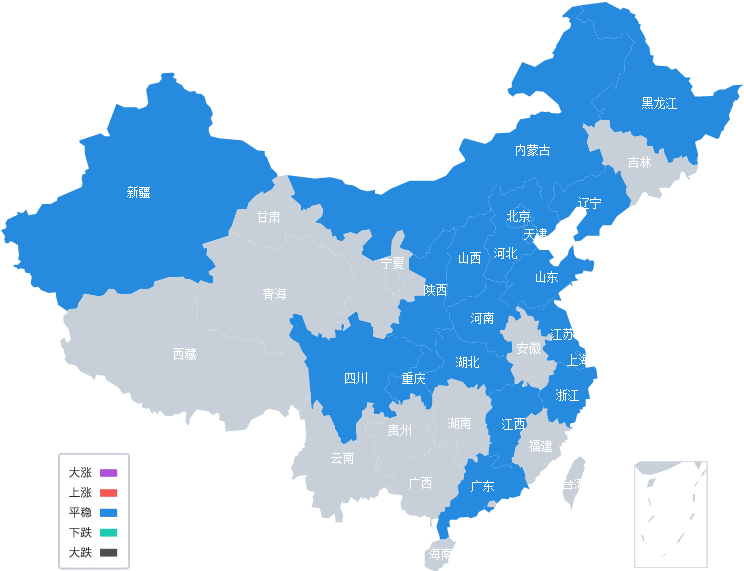 黑龙江
内蒙古
吉林
新疆
辽宁
北京
甘肃
天津
山西
河北
宁夏
山东
陕西
青海
河南
江苏
安徽
西藏
上海
湖北
四川
重庆
浙江
湖南
江西
贵州
福建
云南
广西
广东
台湾
海南
大涨
上涨
平稳
下跌
大跌